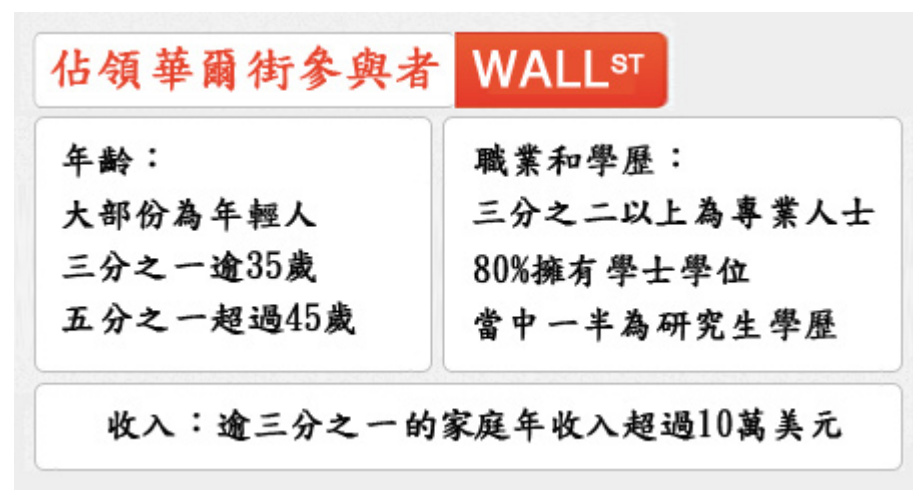 佔領華爾街參與者 WALL ST
年齡：
大部份為年輕人
三分之一逾35歲
五分之一超過45歲
職業和學歷：
三分之二以上為專業人士
80%擁有學士學位
當中一半為研究生學歷
收入：逾三分之一的家庭年收入超過10萬美元